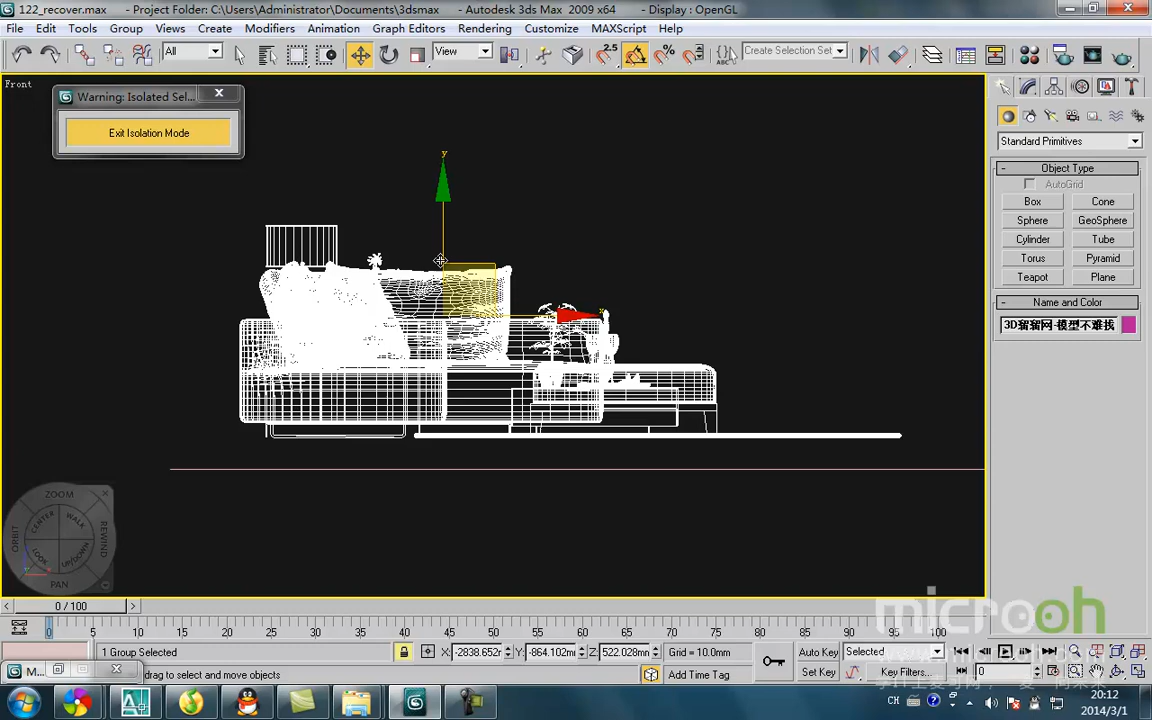 122_recover.max - Project Folder: C:\Users\Administrator\Documents\3dsmax - Autodesk 3ds Max 2009 x64 - Display : OpenGL
File Edit Tools Group Views Create Modifiers Animation Graph Editors Rendering Customize MAXScript Help
All View 2.5 Create Selection Set
Front
Warning: Isolated Sel...
Exit Isolation Mode
y
x
Standard Primitives
Object Type
AutoGrid
Box Cone
Sphere GeoSphere
Cylinder Tube
Torus Pyramid
Teapot Plane
Name and Color
3D溜溜网-模型不难找
ZOOM
CENTER WALK
ORBIT REWIND
LOOK UP/DOWN
PAN
0 / 100
microoh
0 5 10 15 20 25 30 35 40 45 50 55 60 65 70 75 80 85 90 95 100
1 Group Selected X: -2838.652m Y: -864.102mm Z: 522.028mm Grid = 10.0mm Auto Key Selected
M... drag to select and move objects Add Time Tag Set Key Key Filters... 0
CH 20:12
2014/3/1